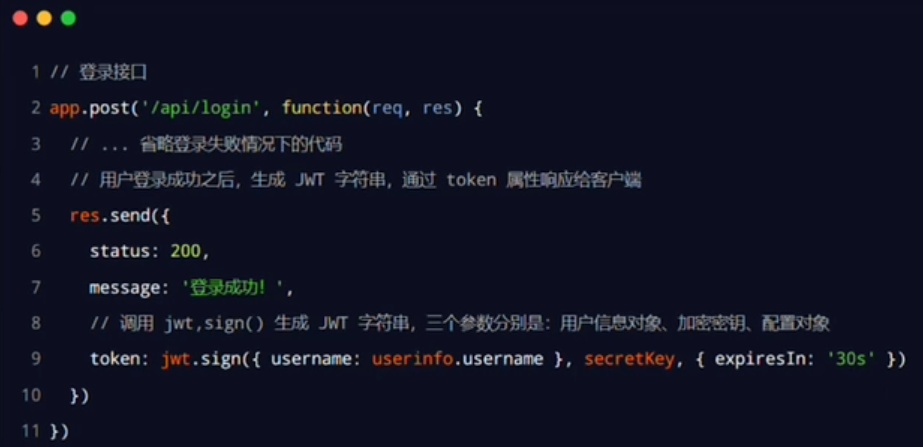 1 // 登录接口
2 app.post('/api/login', function(req, res) {
3 // ... 省略登录失败情况下的代码
4 // 用户登录成功之后，生成 JWT 字符串，通过 token 属性响应给客户端
5 res.send({
6 status: 200,
7 message: '登录成功！',
8 // 调用 jwt,sign() 生成 JWT 字符串，三个参数分别是：用户信息对象、加密密钥、配置对象
9 token: jwt.sign({ username: userinfo.username }, secretKey, { expiresIn: '30s' })
10 })
11 })